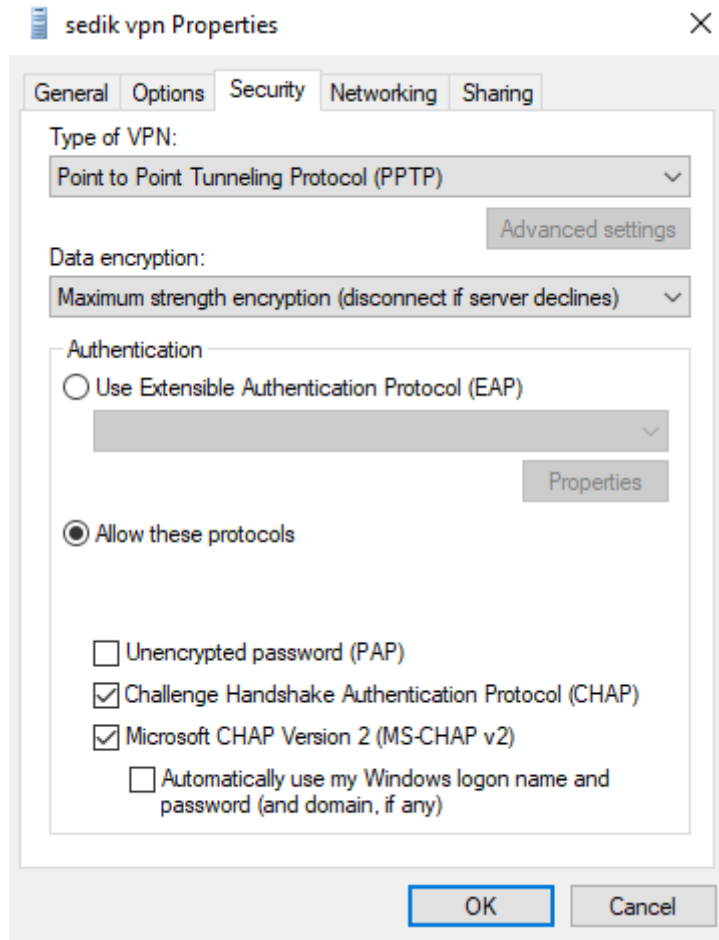 sedik vpn Properties
General Options Security Networking Sharing
Type of VPN:
Point to Point Tunneling Protocol (PPTP)
Advanced settings
Data encryption:
Maximum strength encryption (disconnect if server declines)
Authentication
Use Extensible Authentication Protocol (EAP)
Properties
Allow these protocols
Unencrypted password (PAP)
Challenge Handshake Authentication Protocol (CHAP)
Microsoft CHAP Version 2 (MS-CHAP v2)
Automatically use my Windows logon name and
password (and domain, if any)
OK Cancel